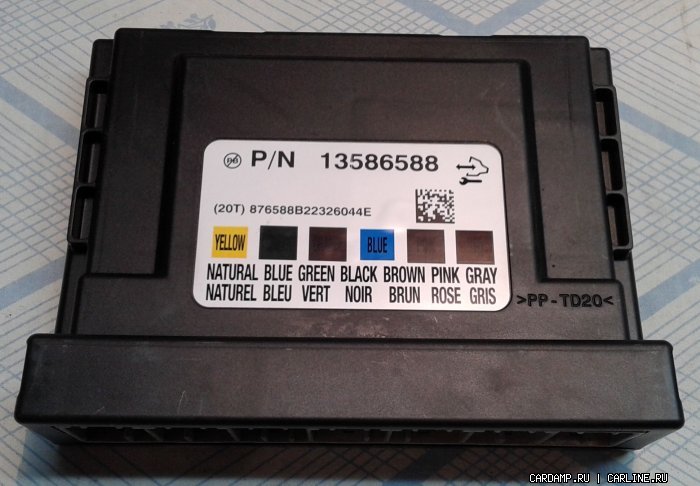 P/N 13586588
(20T) 876588B22326044E
YELLOW BLUE
NATURAL BLUE GREEN BLACK BROWN PINK GRAY
NATUREL BLEU VERT NOIR BRUN ROSE GRIS
>PP-TD20<
CARDAMP.RU | CARLINE.RU